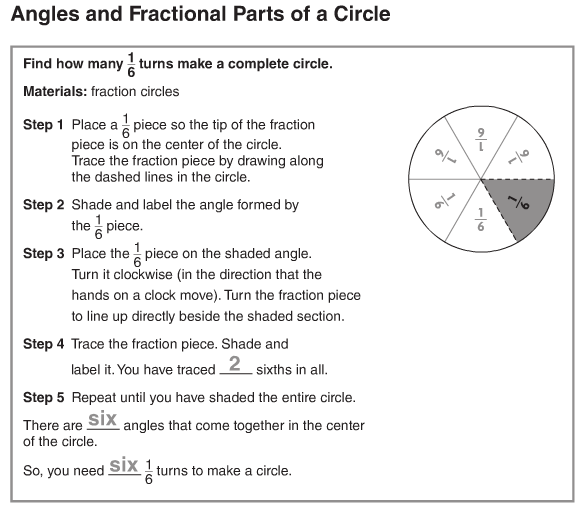 Angles and Fractional Parts of a Circle
Find how many 1/6 turns make a complete circle.
Materials: fraction circles
Step 1 Place a 1/6 piece so the tip of the fraction
piece is on the center of the circle.
Trace the fraction piece by drawing along
the dashed lines in the circle.
Step 2 Shade and label the angle formed by
the 1/6 piece.
Step 3 Place the 1/6 piece on the shaded angle.
Turn it clockwise (in the direction that the
hands on a clock move). Turn the fraction piece
to line up directly beside the shaded section.
Step 4 Trace the fraction piece. Shade and
label it. You have traced 2 sixths in all.
Step 5 Repeat until you have shaded the entire circle.
There are six angles that come together in the center
of the circle.
So, you need six 1/6 turns to make a circle.
1/6
1/6
1/6
1/6
1/6
1/6